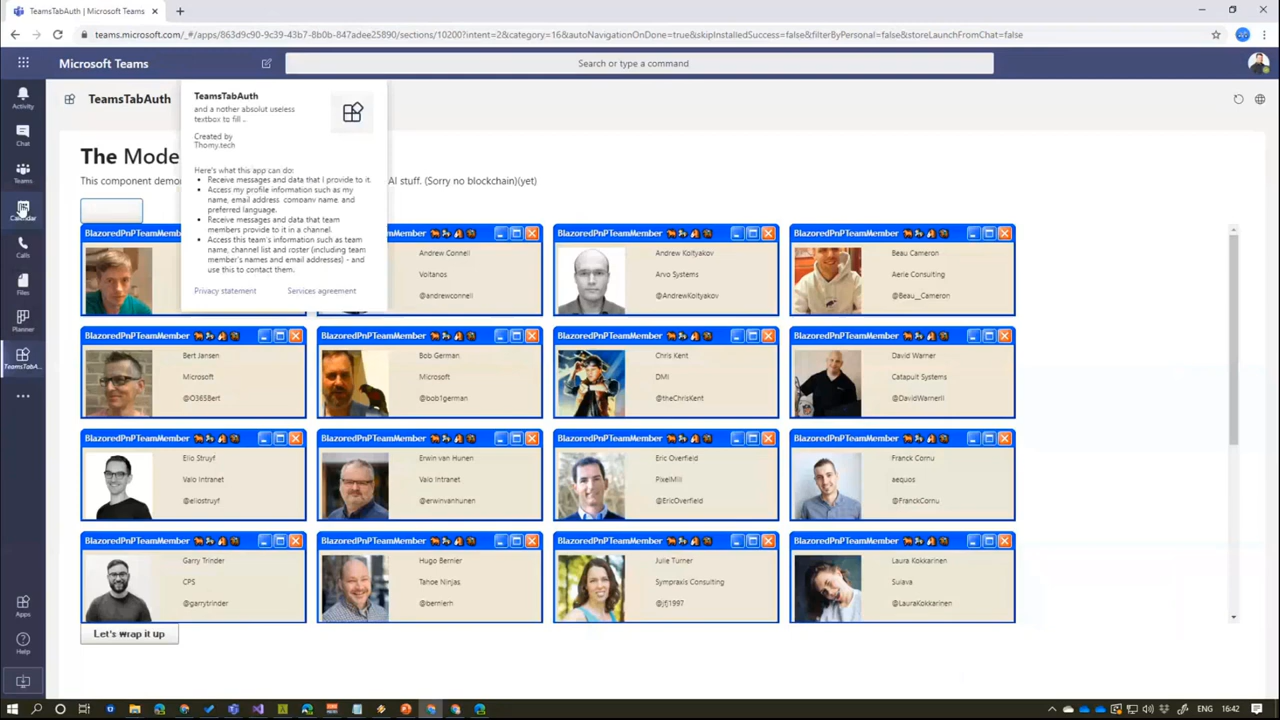 TeamsTabAuth | Microsoft Teams
teams.microsoft.com/_#/apps/863d9c90-9c39-43b7-8b0b-847adee25890/sections/10200?intent=2&category=16&autoNavigationOnDone=true&skipInstalledSuccess=false&filterByPersonal=false&storeLaunchFromChat=false
Microsoft Teams
Search or type a command
Activity
Chat
Teams
Calendar
Calls
Files
Planner
TeamsTabA...
Apps
Help
TeamsTabAuth
TeamsTabAuth
and a nother absolut useless
textbox to fill ..
Created by
Thomy.tech
Here's what this app can do:
Receive messages and data that I provide to it.
Access my profile information such as my
name, email address, company name, and
preferred language.
Receive messages and data that team
members provide to it in a channel.
Access this team's information such as team
name, channel list and roster (including team
member's names and email addresses) - and
use this to contact them.
Privacy statement Services agreement
The Mode
This component demo AI stuff. (Sorry no blockchain)(yet)
BlazoredPnPTeamM
Andrew Connell
Voitanos
@andrewconnell
BlazoredPnPTeamMember
Andrew Koltyakov
Arvo Systems
@AndrewKoltyakov
BlazoredPnPTeamMember
Beau Cameron
Aerie Consulting
@Beau__Cameron
BlazoredPnPTeamMember
Bert Jansen
Microsoft
@O365Bert
BlazoredPnPTeamMember
Bob German
Microsoft
@bob1german
BlazoredPnPTeamMember
Chris Kent
DMI
@theChrisKent
BlazoredPnPTeamMember
David Warner
Catapult Systems
@DavidWarnerII
BlazoredPnPTeamMember
Elio Struyf
Valo Intranet
@eliostruyf
BlazoredPnPTeamMember
Erwin van Hunen
Valo Intranet
@erwinvanhunen
BlazoredPnPTeamMember
Eric Overfield
PixelMill
@EricOverfield
BlazoredPnPTeamMember
Franck Cornu
aequos
@FranckCornu
BlazoredPnPTeamMember
Garry Trinder
CPS
@garrytrinder
BlazoredPnPTeamMember
Hugo Bernier
Tahoe Ninjas
@bernierh
BlazoredPnPTeamMember
Julie Turner
Sympraxis Consulting
@jfj1997
BlazoredPnPTeamMember
Laura Kokkarinen
Sulava
@LauraKokkarinen
Let's wrap it up
ENG 16:42